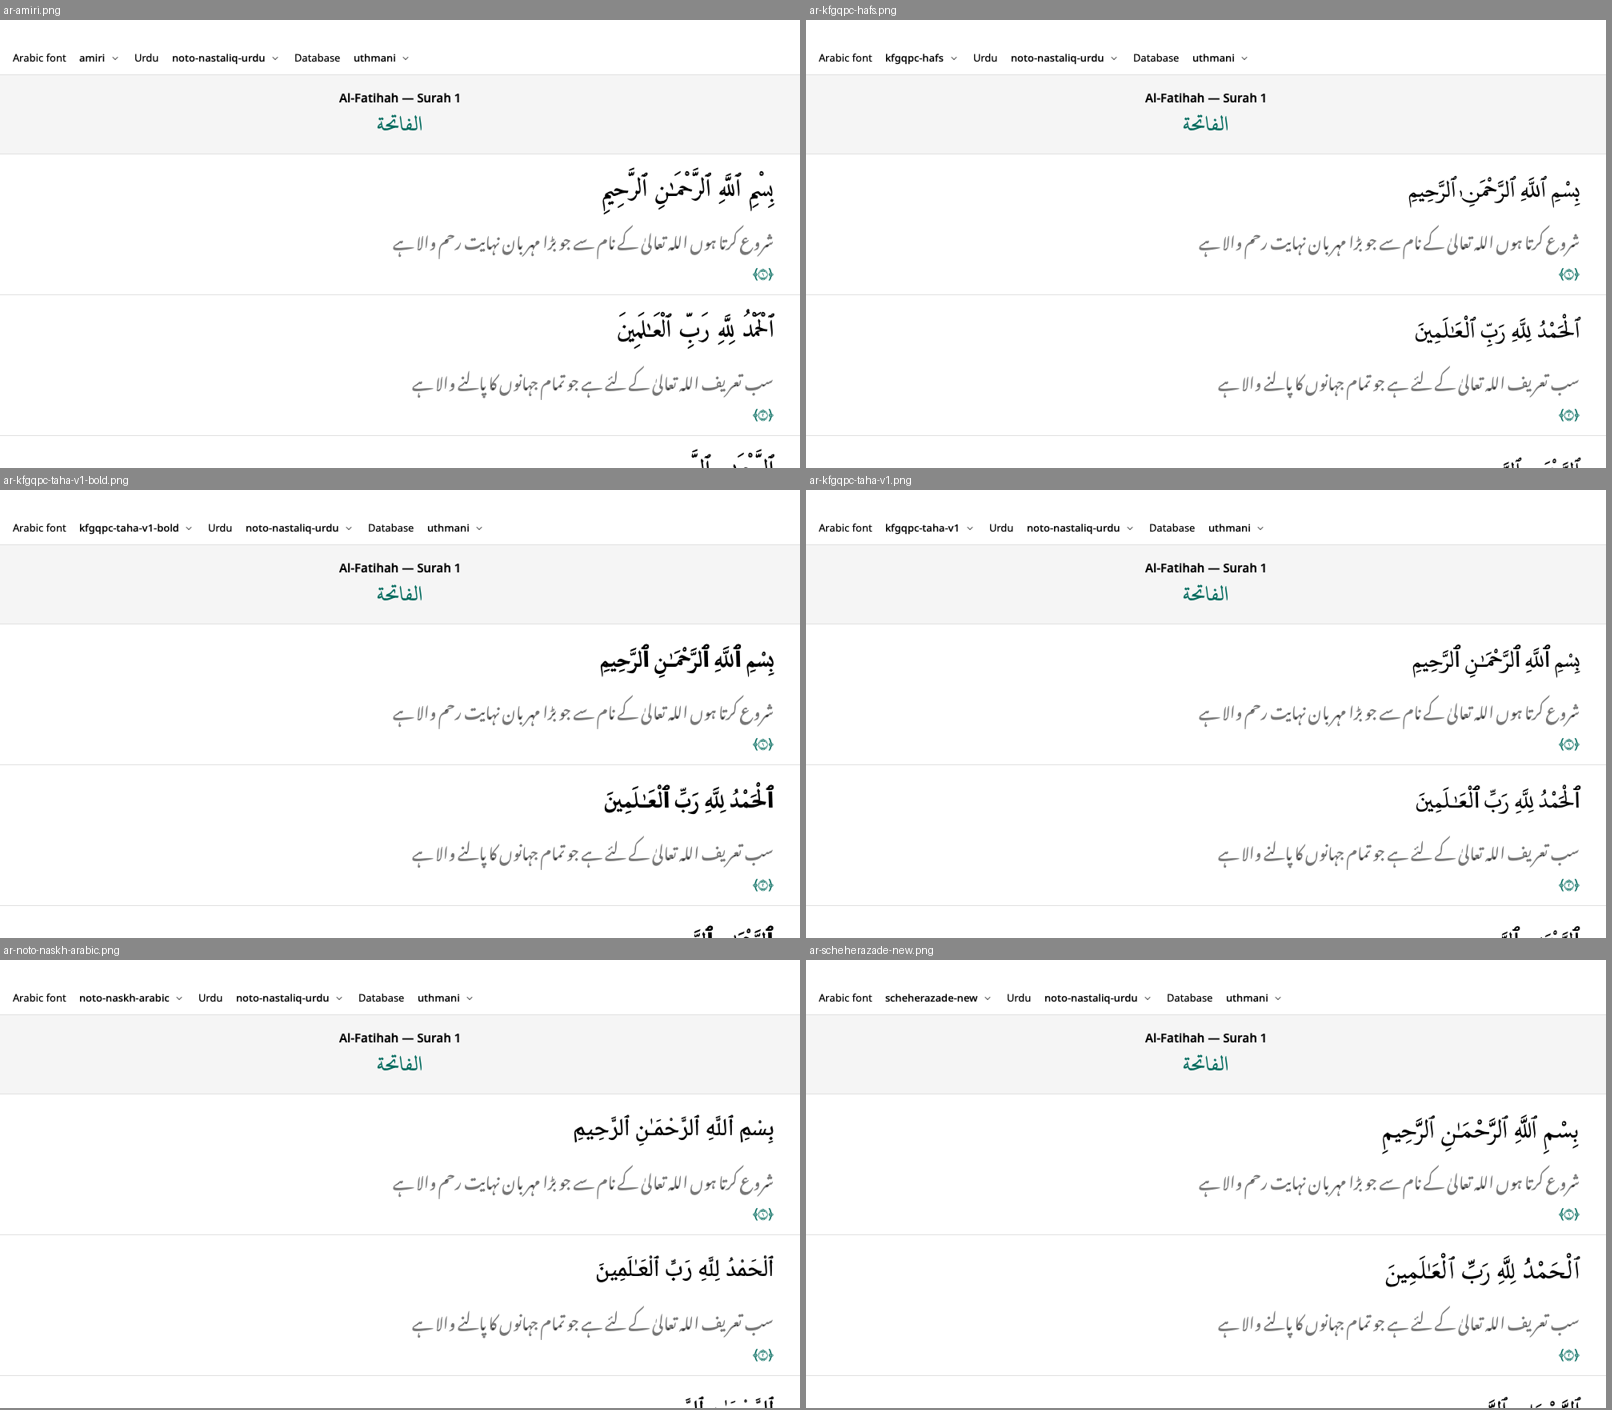 ar-amiri.png
Arabic font amiri Urdu noto-nastaliq-urdu Database uthmani
Al-Fatihah — Surah 1
الفاتحة
بِسْمِ ٱللَّهِ ٱلرَّحْمَـٰنِ ٱلرَّحِيمِ
شروع کرتا ہوں اللہ تعالیٰ کے نام سے جو بڑا مہربان نہایت رحم والا ہے
﴿١﴾
ٱلْحَمْدُ لِلَّهِ رَبِّ ٱلْعَـٰلَمِينَ
سب تعریف اللہ تعالیٰ کے لئے ہے جو تمام جہانوں کا پالنے والا ہے
﴿٢﴾
ar-kfgqpc-hafs.png
Arabic font kfgqpc-hafs Urdu noto-nastaliq-urdu Database uthmani
Al-Fatihah — Surah 1
الفاتحة
بِسْمِ ٱللَّهِ ٱلرَّحْمَـٰنِ ٱلرَّحِيمِ
شروع کرتا ہوں اللہ تعالیٰ کے نام سے جو بڑا مہربان نہایت رحم والا ہے
﴿١﴾
ٱلْحَمْدُ لِلَّهِ رَبِّ ٱلْعَـٰلَمِينَ
سب تعریف اللہ تعالیٰ کے لئے ہے جو تمام جہانوں کا پالنے والا ہے
﴿٢﴾
ar-kfgqpc-taha-v1-bold.png
Arabic font kfgqpc-taha-v1-bold Urdu noto-nastaliq-urdu Database uthmani
Al-Fatihah — Surah 1
الفاتحة
بِسْمِ ٱللَّهِ ٱلرَّحْمَـٰنِ ٱلرَّحِيمِ
شروع کرتا ہوں اللہ تعالیٰ کے نام سے جو بڑا مہربان نہایت رحم والا ہے
﴿١﴾
ٱلْحَمْدُ لِلَّهِ رَبِّ ٱلْعَـٰلَمِينَ
سب تعریف اللہ تعالیٰ کے لئے ہے جو تمام جہانوں کا پالنے والا ہے
﴿٢﴾
ar-kfgqpc-taha-v1.png
Arabic font kfgqpc-taha-v1 Urdu noto-nastaliq-urdu Database uthmani
Al-Fatihah — Surah 1
الفاتحة
بِسْمِ ٱللَّهِ ٱلرَّحْمَـٰنِ ٱلرَّحِيمِ
شروع کرتا ہوں اللہ تعالیٰ کے نام سے جو بڑا مہربان نہایت رحم والا ہے
﴿١﴾
ٱلْحَمْدُ لِلَّهِ رَبِّ ٱلْعَـٰلَمِينَ
سب تعریف اللہ تعالیٰ کے لئے ہے جو تمام جہانوں کا پالنے والا ہے
﴿٢﴾
ar-noto-naskh-arabic.png
Arabic font noto-naskh-arabic Urdu noto-nastaliq-urdu Database uthmani
Al-Fatihah — Surah 1
الفاتحة
بِسْمِ ٱللَّهِ ٱلرَّحْمَـٰنِ ٱلرَّحِيمِ
شروع کرتا ہوں اللہ تعالیٰ کے نام سے جو بڑا مہربان نہایت رحم والا ہے
﴿١﴾
ٱلْحَمْدُ لِلَّهِ رَبِّ ٱلْعَـٰلَمِينَ
سب تعریف اللہ تعالیٰ کے لئے ہے جو تمام جہانوں کا پالنے والا ہے
﴿٢﴾
ar-scheherazade-new.png
Arabic font scheherazade-new Urdu noto-nastaliq-urdu Database uthmani
Al-Fatihah — Surah 1
الفاتحة
بِسْمِ ٱللَّهِ ٱلرَّحْمَـٰنِ ٱلرَّحِيمِ
شروع کرتا ہوں اللہ تعالیٰ کے نام سے جو بڑا مہربان نہایت رحم والا ہے
﴿١﴾
ٱلْحَمْدُ لِلَّهِ رَبِّ ٱلْعَـٰلَمِينَ
سب تعریف اللہ تعالیٰ کے لئے ہے جو تمام جہانوں کا پالنے والا ہے
﴿٢﴾